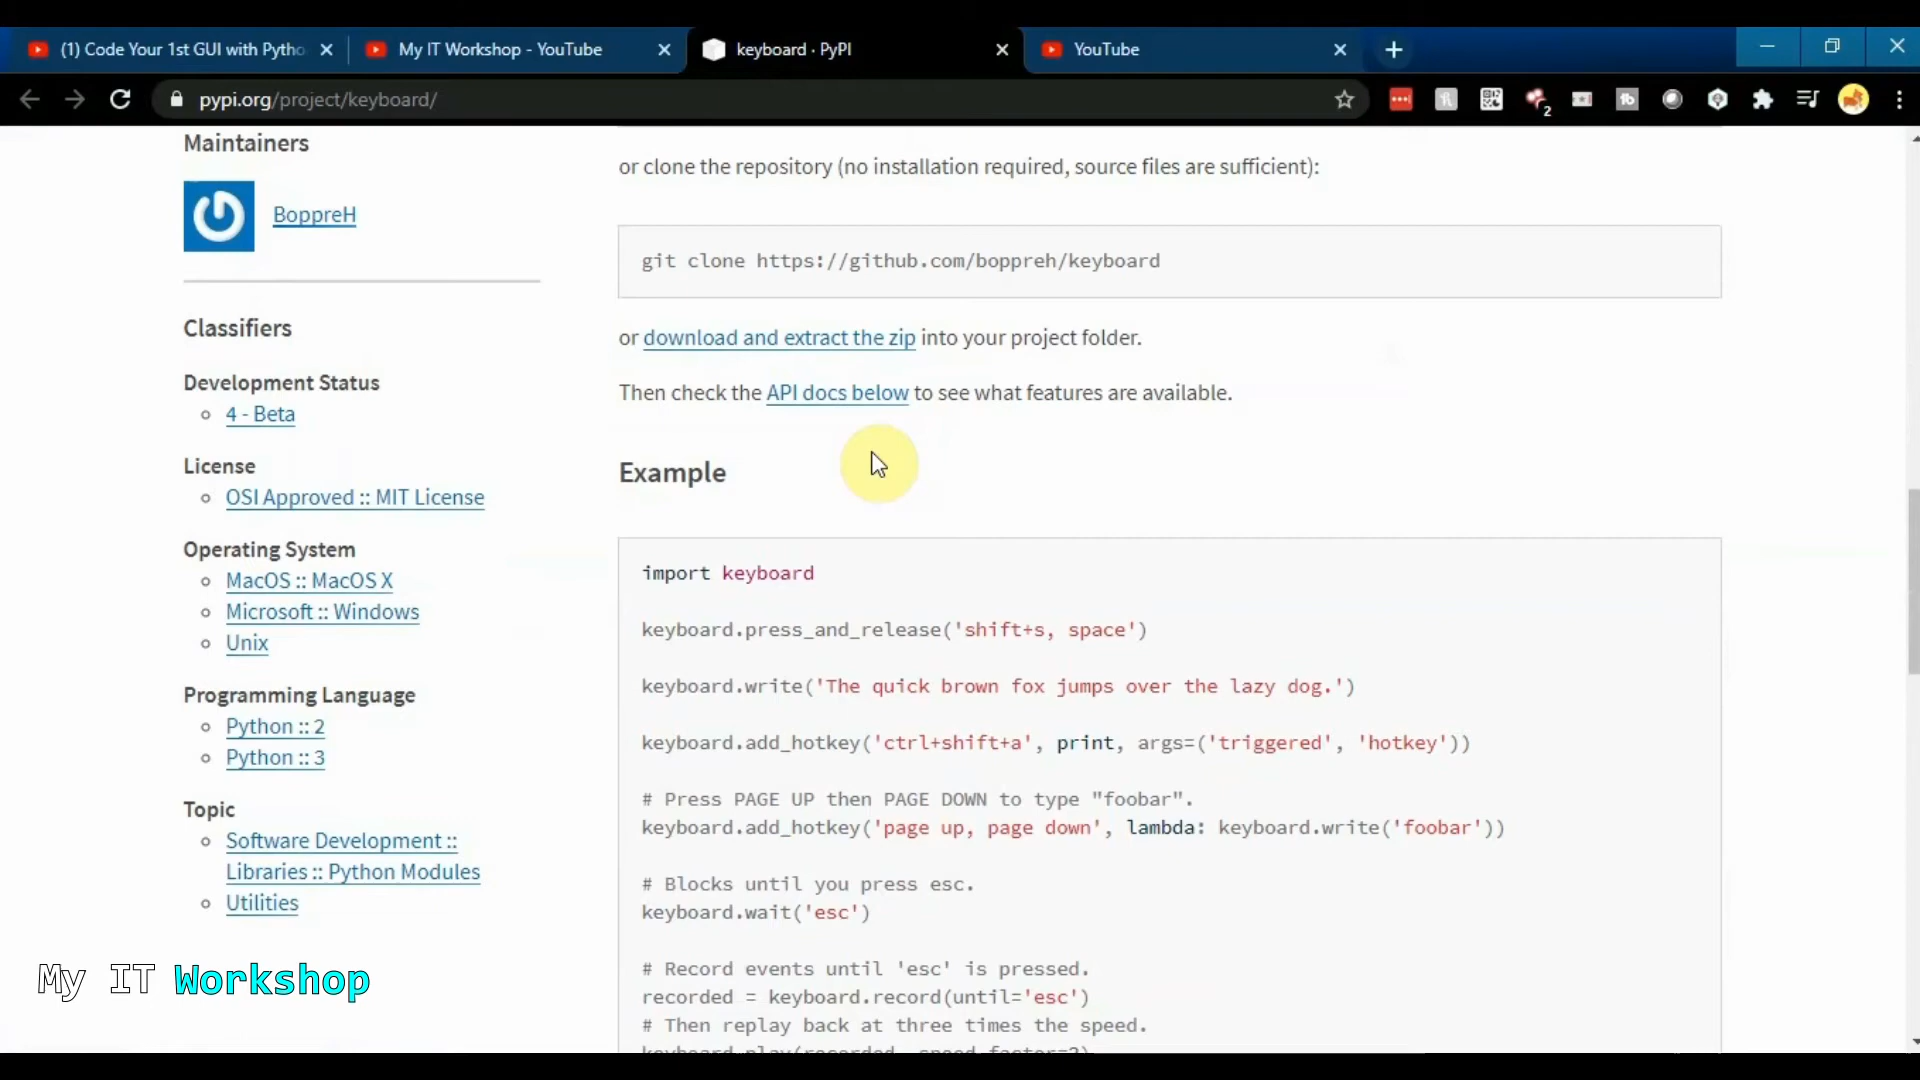 (1) Code Your 1st GUI with Pytho
My IT Workshop - YouTube
keyboard · PyPI
YouTube
pypi.org/project/keyboard/
2
Maintainers
BoppreH
Classifiers
Development Status
4 - Beta
License
OSI Approved :: MIT License
Operating System
MacOS :: MacOS X
Microsoft :: Windows
Unix
Programming Language
Python :: 2
Python :: 3
Topic
Software Development ::
Libraries :: Python Modules
Utilities
or clone the repository (no installation required, source files are sufficient):
git clone https://github.com/boppreh/keyboard
or download and extract the zip into your project folder.
Then check the API docs below to see what features are available.
Example
import keyboard
keyboard.press_and_release('shift+s, space')
keyboard.write('The quick brown fox jumps over the lazy dog.')
keyboard.add_hotkey('ctrl+shift+a', print, args=('triggered', 'hotkey'))
# Press PAGE UP then PAGE DOWN to type "foobar".
keyboard.add_hotkey('page up, page down', lambda: keyboard.write('foobar'))
# Blocks until you press esc.
keyboard.wait('esc')
# Record events until 'esc' is pressed.
recorded = keyboard.record(until='esc')
# Then replay back at three times the speed.
keyboard.play(recorded, speed_factor=3)
My IT Workshop